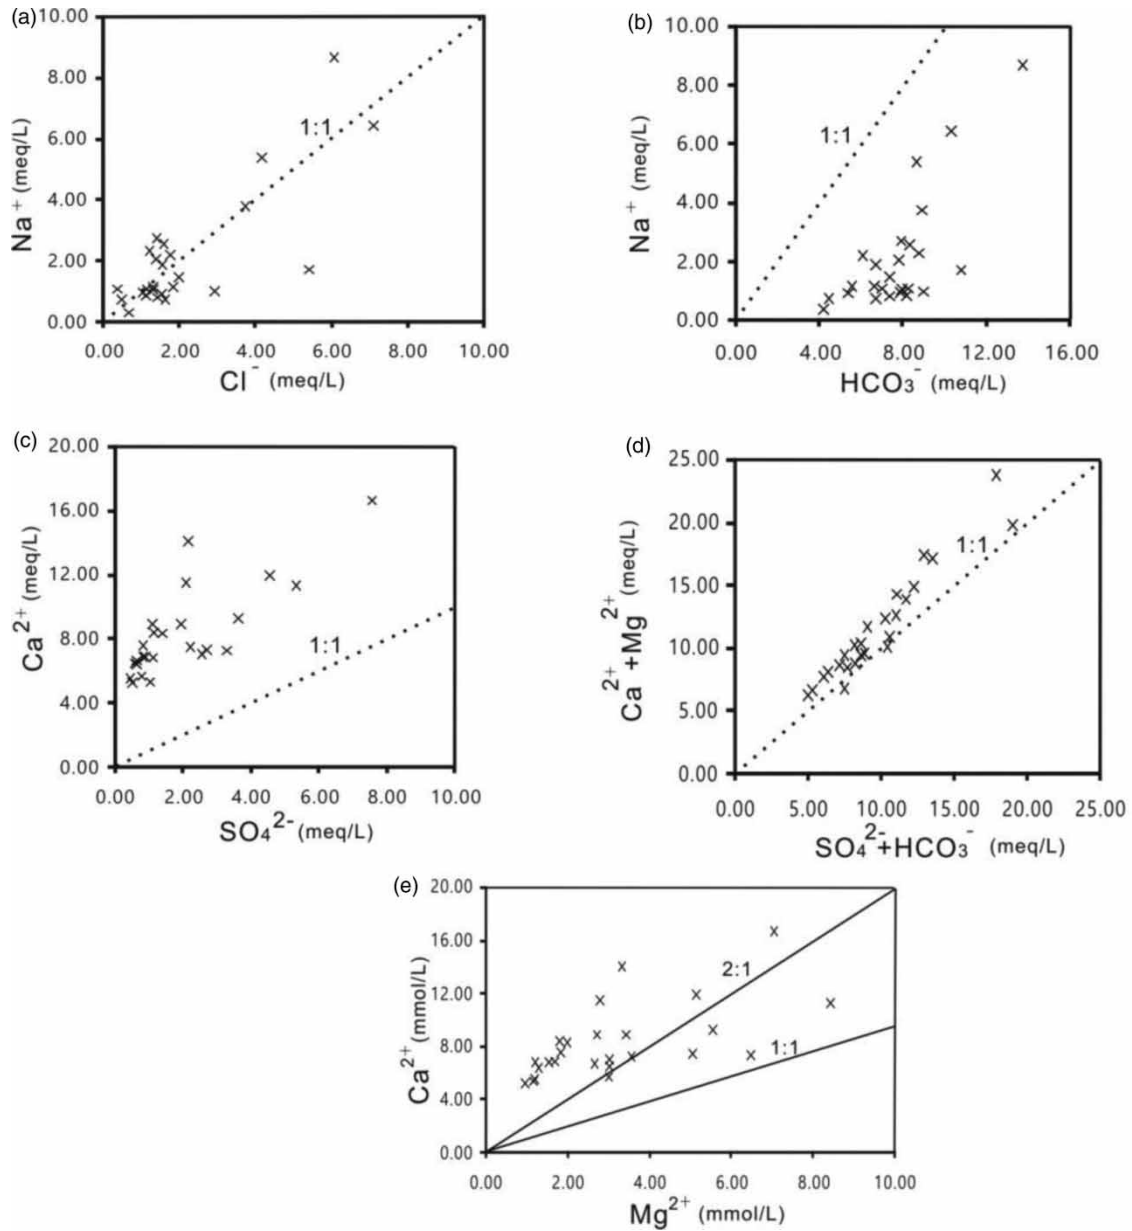 (a)
10.00
8.00
6.00
4.00
2.00
0.00
Na⁺ (meq/L)
1:1
0.00 2.00 4.00 6.00 8.00 10.00
Cl⁻ (meq/L)
(b)
10.00
8.00
6.00
4.00
2.00
0.00
Na⁺ (meq/L)
1:1
0.00 4.00 8.00 12.00 16.00
HCO₃⁻ (meq/L)
(c)
20.00
16.00
12.00
8.00
4.00
0.00
Ca²⁺ (meq/L)
1:1
0.00 2.00 4.00 6.00 8.00 10.00
SO₄²⁻ (meq/L)
(d)
25.00
20.00
15.00
10.00
5.00
0.00
Ca²⁺+Mg²⁺ (meq/L)
1:1
0.00 5.00 10.00 15.00 20.00 25.00
SO₄²⁻+HCO₃⁻ (meq/L)
(e)
20.00
16.00
12.00
8.00
4.00
0.00
Ca²⁺ (mmol/L)
2:1
1:1
0.00 2.00 4.00 6.00 8.00 10.00
Mg²⁺ (mmol/L)